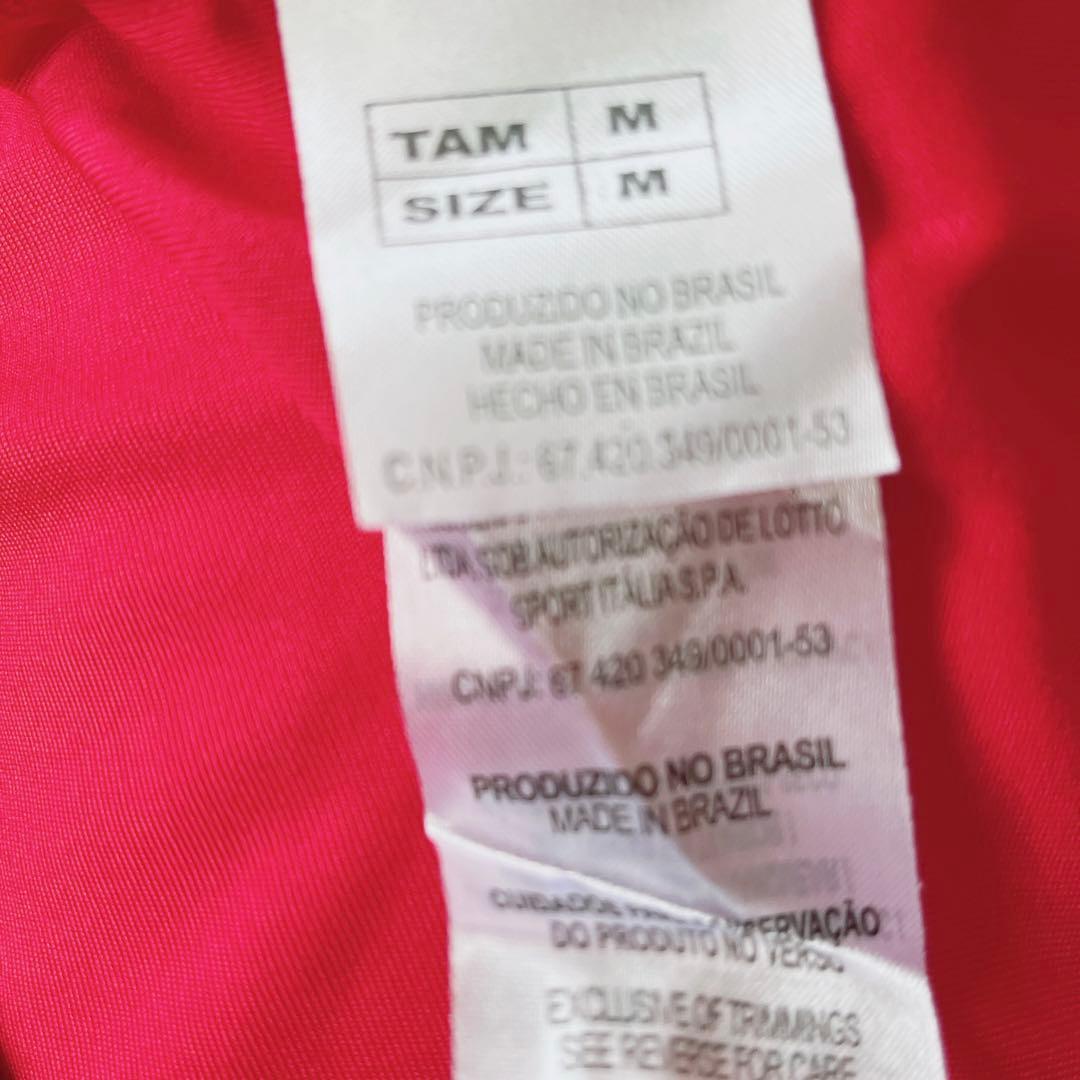 TAM M
SIZE M
PRODUZIDO NO BRASIL
MADE IN BRAZIL
HECHO EN BRASIL
C.N.P.J.: 67.420.349/0001-53
LTDA SOB AUTORIZAÇÃO DE LOTTO
SPORT ITÁLIA S.P.A.
CNPJ: 67 420 349/0001-53
PRODUZIDO NO BRASIL
MADE IN BRAZIL
CUIDADOS
DO PRODUTO NO VERSO
EXCLUSIVE OF TRIMMINGS
SEE REVERSE FOR CARE